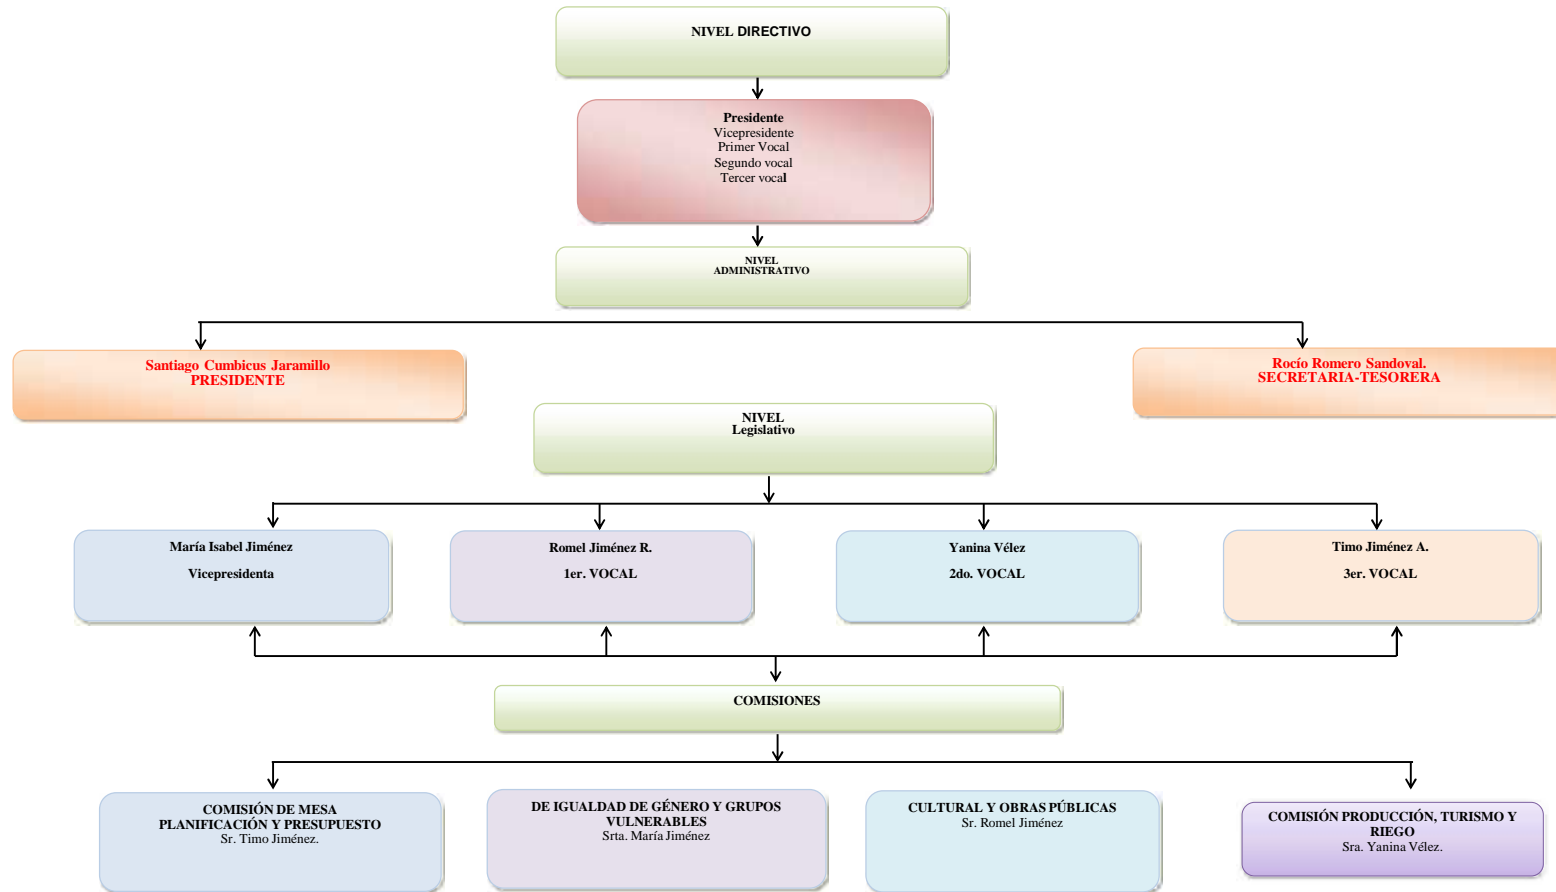 NIVEL DIRECTIVO
Presidente
Vicepresidente
Primer Vocal
Segundo vocal
Tercer vocal
NIVEL
ADMINISTRATIVO
Santiago Cumbicus Jaramillo
PRESIDENTE
Rocío Romero Sandoval.
SECRETARIA-TESORERA
NIVEL
Legislativo
María Isabel Jiménez
Vicepresidenta
Romel Jiménez R.
1er. VOCAL
Yanina Vélez
2do. VOCAL
Timo Jiménez A.
3er. VOCAL
COMISIONES
COMISIÓN DE MESA
PLANIFICACIÓN Y PRESUPUESTO
Sr. Timo Jiménez.
DE IGUALDAD DE GÉNERO Y GRUPOS
VULNERABLES
Srta. María Jiménez
CULTURAL Y OBRAS PÚBLICAS
Sr. Romel Jiménez
COMISIÓN PRODUCCIÓN, TURISMO Y
RIEGO
Sra. Yanina Vélez.